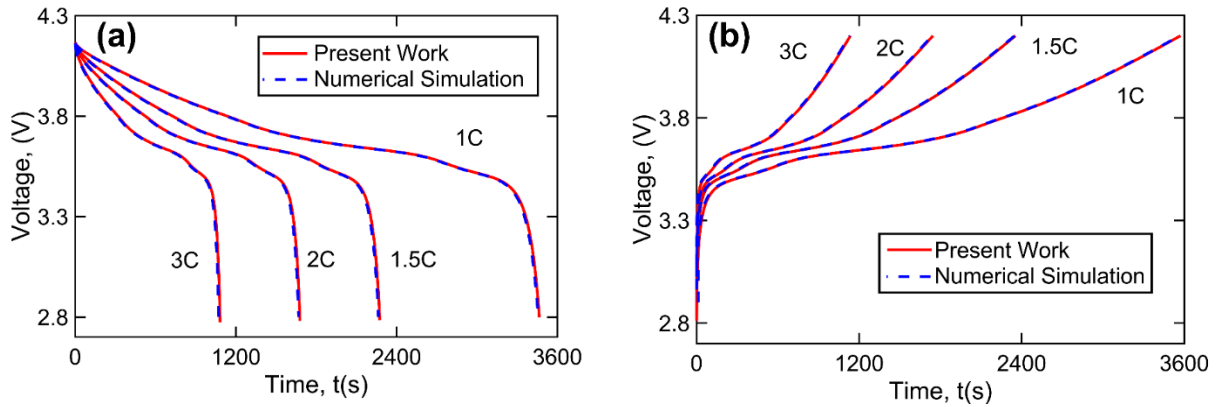 (a)
Present Work
Numerical Simulation
4.3
3.8
3.3
2.8
Voltage, (V)
1C
3C
2C
1.5C
0
1200
2400
3600
Time, t(s)
(b)
3C
2C
1.5C
1C
4.3
3.8
3.3
2.8
Voltage, (V)
Present Work
Numerical Simulation
0
1200
2400
3600
Time, t(s)